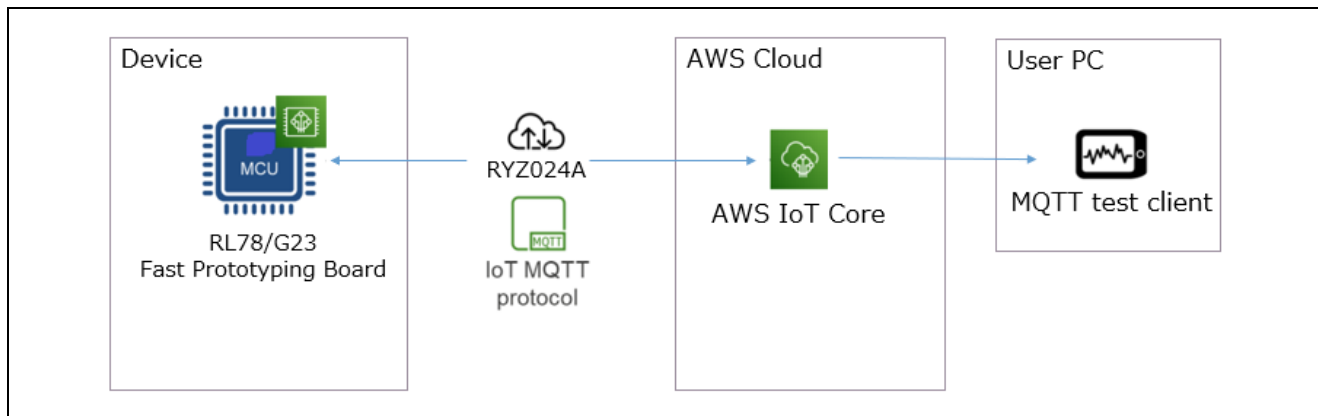 Device
MCU
RL78/G23
Fast Prototyping Board
RYZ024A
MQTT
IoT MQTT
protocol
AWS Cloud
AWS IoT Core
User PC
MQTT test client